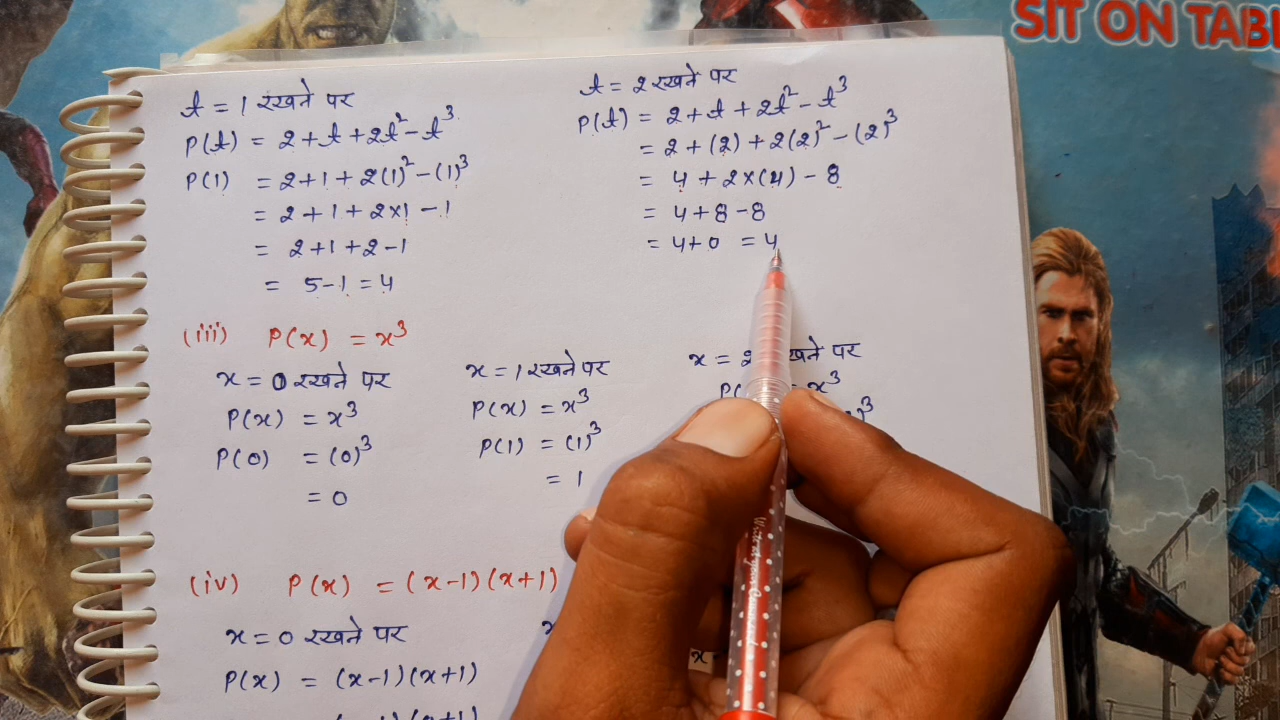 SIT ON TABL
t = 1 रखने पर
P(t) = 2+t+2t²-t³
P(1) = 2+1+2(1)²-(1)³
= 2+1+2×1-1
= 2+1+2-1
= 5-1 = 4
t = 2 रखने पर
P(t) = 2+t+2t²-t³
= 2+(2)+2(2)²-(2)³
= 4+2×(4)-8
= 4+8-8
= 4+0 = 4
(iii) P(x) = x³
x = 0 रखने पर
P(x) = x³
P(0) = (0)³
= 0
x = 1 रखने पर
P(x) = x³
P(1) = (1)³
= 1
x = 2 रखने पर
P( = x³
)³
(iv) P(x) = (x-1)(x+1)
x = 0 रखने पर
P(x) = (x-1)(x+1)